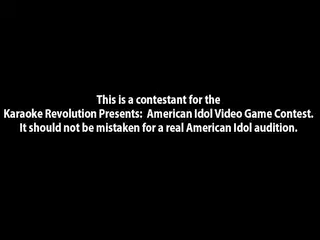 This is a contestant for the
Karaoke Revolution Presents:  American Idol Video Game Contest.
It should not be mistaken for a real American Idol audition.